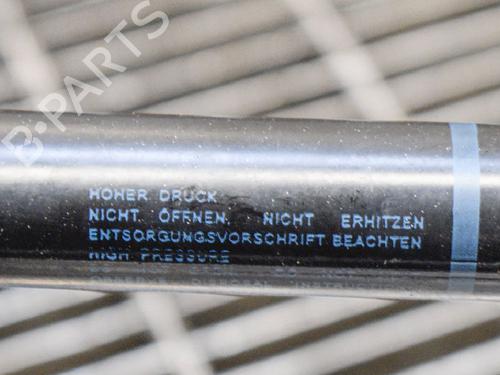 B-PARTS
HOHER DRUCK
NICHT ÖFFNEN, NICHT ERHITZEN
ENTSORGUNGSVORSCHRIFT BEACHTEN
HIGH PRESSURE